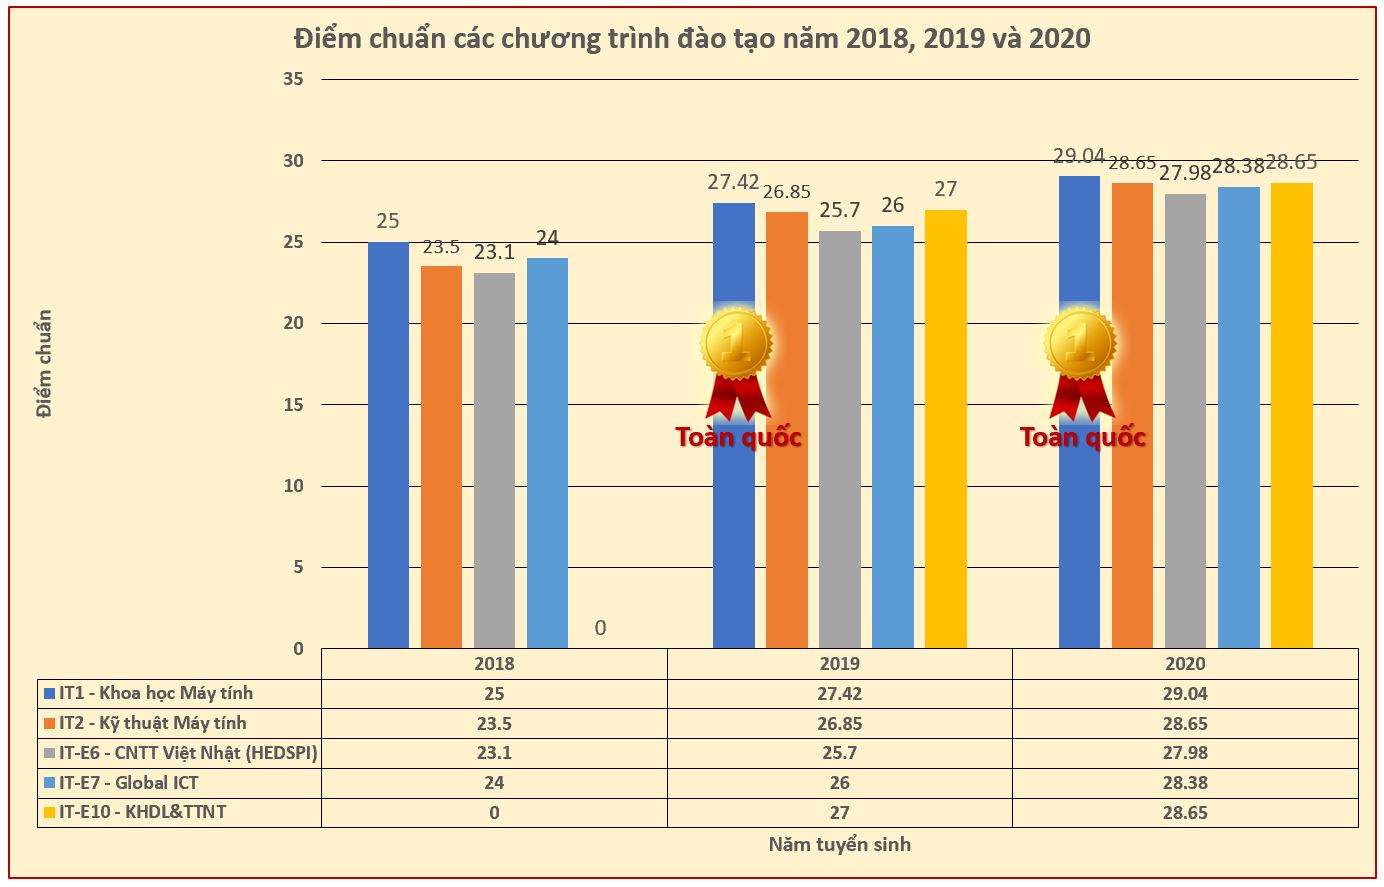 Điểm chuẩn các chương trình đào tạo năm 2018, 2019 và 2020
Điểm chuẩn
35
30
25
20
15
10
5
0
25
23.5
23.1
24
0
27.42
26.85
25.7
26
27
29.04
28.65
27.98
28.38
28.65
1
Toàn quốc
1
Toàn quốc
2018 2019 2020
IT1 - Khoa học Máy tính 25 27.42 29.04
IT2 - Kỹ thuật Máy tính 23.5 26.85 28.65
IT-E6 - CNTT Việt Nhật (HEDSPI) 23.1 25.7 27.98
IT-E7 - Global ICT 24 26 28.38
IT-E10 - KHDL&TTNT 0 27 28.65
Năm tuyển sinh